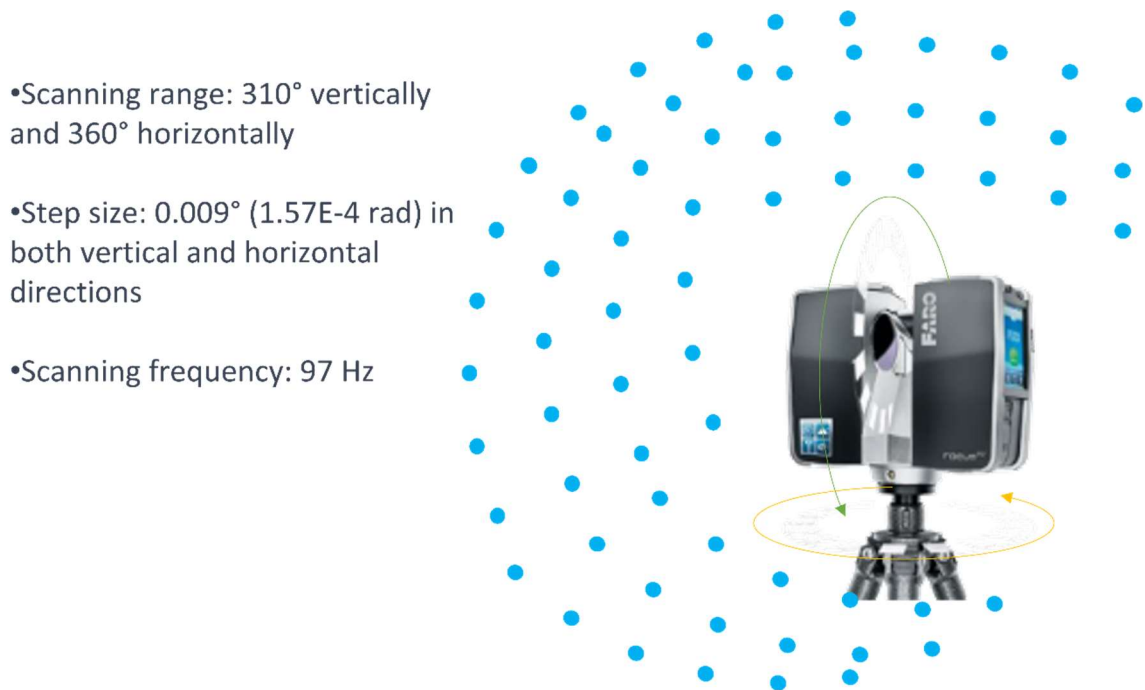 •Scanning range: 310° vertically
and 360° horizontally
•Step size: 0.009° (1.57E-4 rad) in
both vertical and horizontal
directions
•Scanning frequency: 97 Hz
FARO